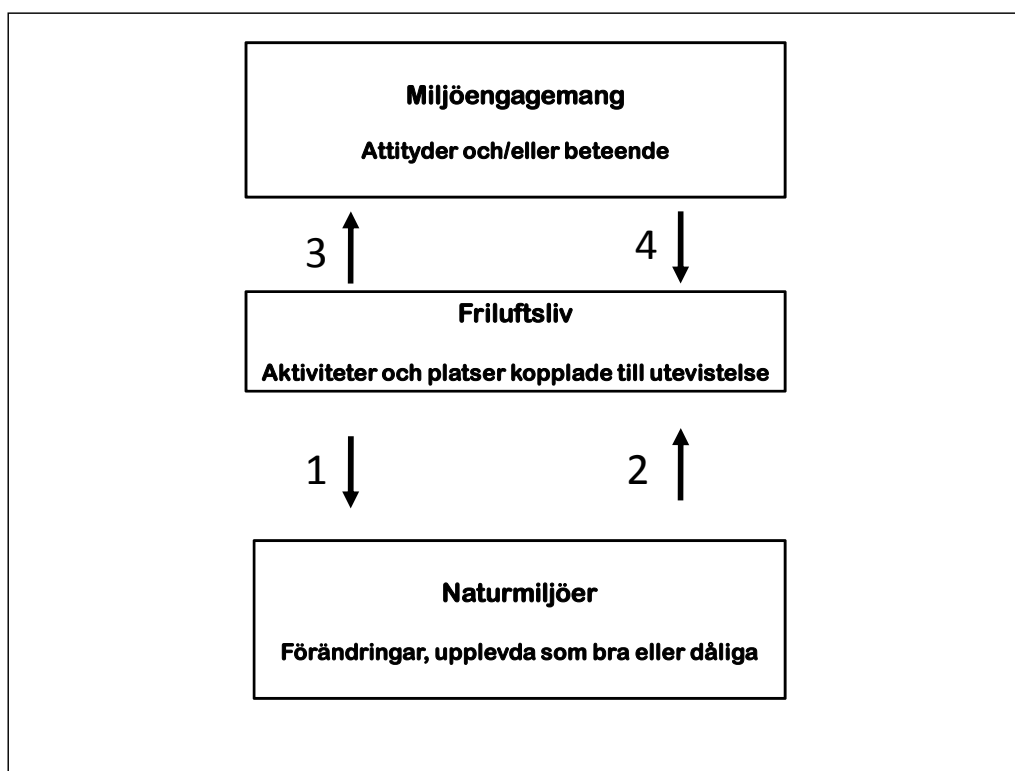 Miljöengagemang
Attityder och/eller beteende
3
4
Friluftsliv
Aktiviteter och platser kopplade till utevistelse
1
2
Naturmiljöer
Förändringar, upplevda som bra eller dåliga